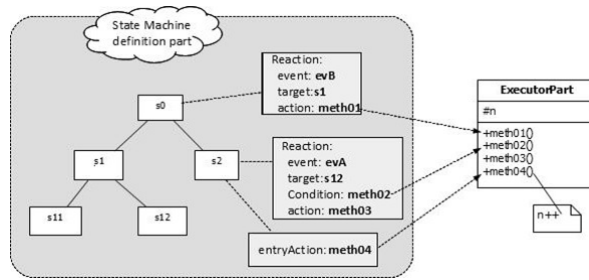 State Machine
definition part
Reaction:
event: evB
target:s1
action: meth01
s0
s1
s2
s11
s12
Reaction:
event: evA
target:s12
Condition: meth02
action: meth03
entryAction: meth04
ExecutorPart
#n
+meth01()
+meth02()
+meth03()
+meth04()
n++